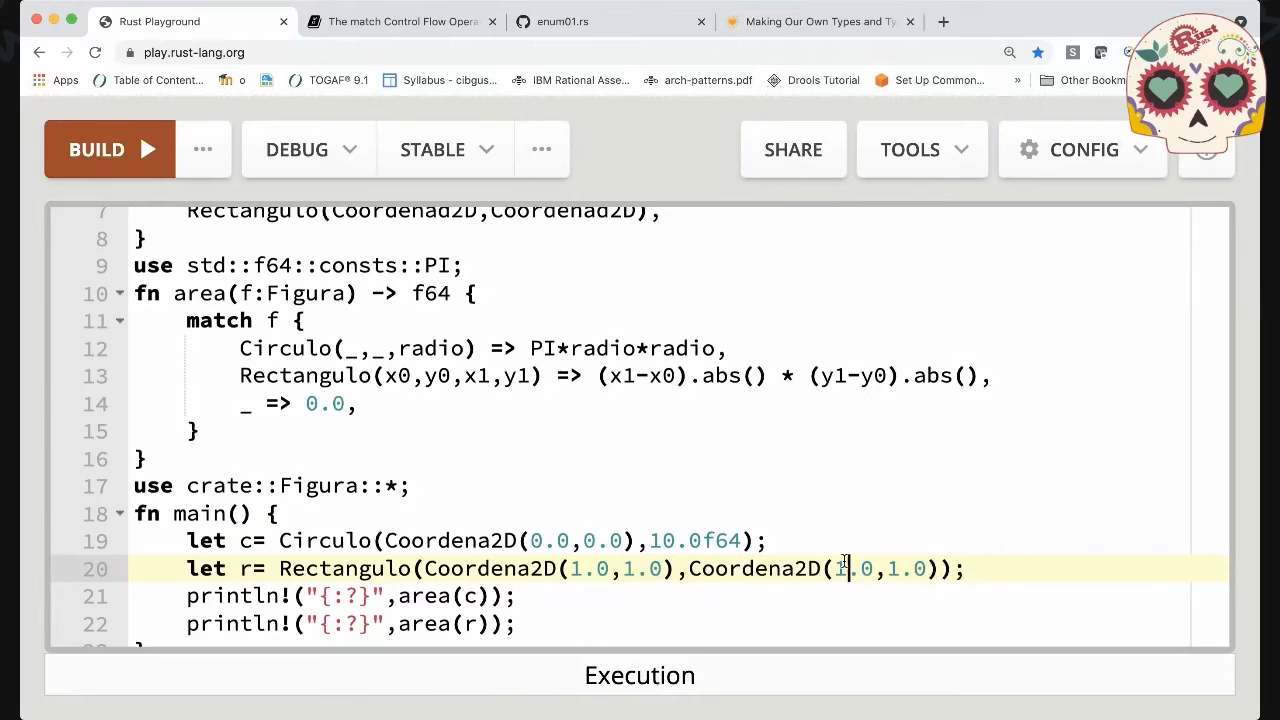 Rust Playground
The match Control Flow Opera
enum01.rs
Making Our Own Types and Ty
play.rust-lang.org
Apps
Table of Content...
o
TOGAF® 9.1
Syllabus - cibgus...
IBM Rational Asse...
arch-patterns.pdf
Drools Tutorial
Set Up Common...
»
Other Bookm
Rust
BUILD
DEBUG
STABLE
SHARE
TOOLS
CONFIG
7 Rectangulo(Coordenad2D,Coordenad2D),
8 }
9 use std::f64::consts::PI;
10 fn area(f:Figura) -> f64 {
11 match f {
12 Circulo(_,_,radio) => PI*radio*radio,
13 Rectangulo(x0,y0,x1,y1) => (x1-x0).abs() * (y1-y0).abs(),
14 _ => 0.0,
15 }
16 }
17 use crate::Figura::*;
18 fn main() {
19 let c= Circulo(Coordena2D(0.0,0.0),10.0f64);
20 let r= Rectangulo(Coordena2D(1.0,1.0),Coordena2D(1.0,1.0));
21 println!("{:?}",area(c));
22 println!("{:?}",area(r));
Execution